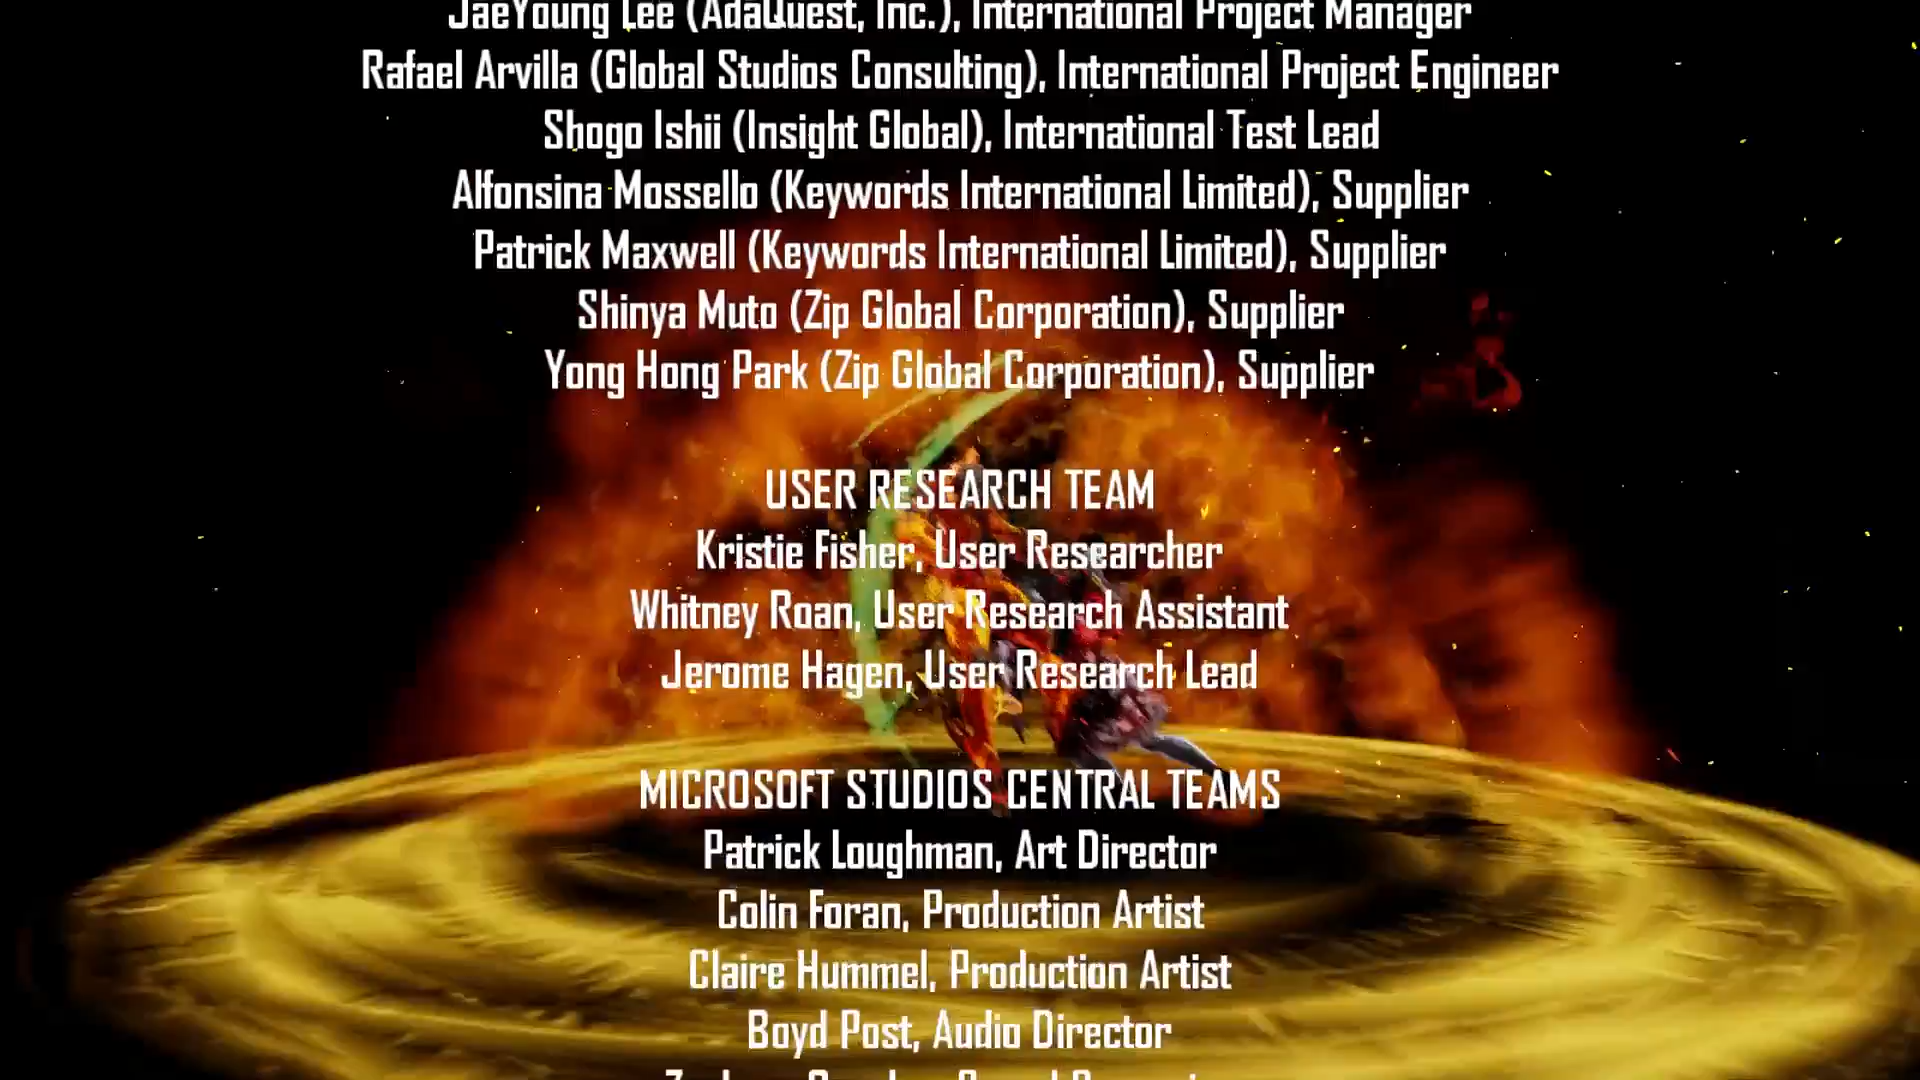 JaeYoung Lee (AdaQuest, Inc.), International Project Manager
Rafael Arvilla (Global Studios Consulting), International Project Engineer
Shogo Ishii (Insight Global), International Test Lead
Alfonsina Mossello (Keywords International Limited), Supplier
Patrick Maxwell (Keywords International Limited), Supplier
Shinya Muto (Zip Global Corporation), Supplier
Yong Hong Park (Zip Global Corporation), Supplier
USER RESEARCH TEAM
Kristie Fisher, User Researcher
Whitney Roan, User Research Assistant
Jerome Hagen, User Research Lead
MICROSOFT STUDIOS CENTRAL TEAMS
Patrick Loughman, Art Director
Colin Foran, Production Artist
Claire Hummel, Production Artist
Boyd Post, Audio Director